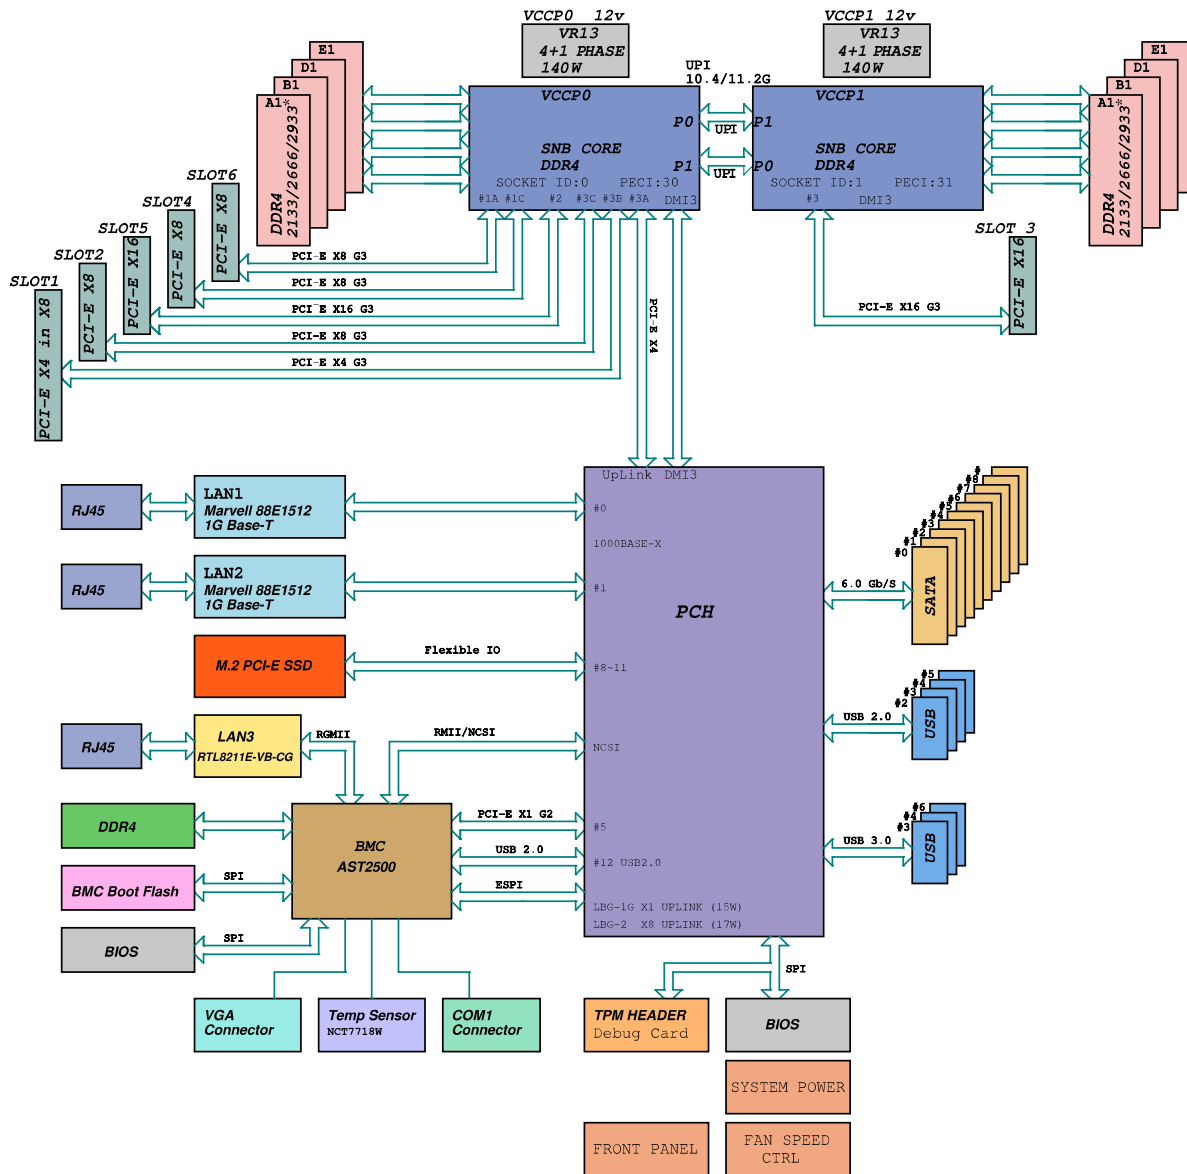 VCCP0 12v
VR13
4+1 PHASE
140W
VCCP1 12v
VR13
4+1 PHASE
140W
E1
D1
B1
A1*
DDR4
2133/2666/2933*
UPI
10.4/11.2G
VCCP0
P0
SNB CORE
DDR4
P1
SOCKET ID:0 PECI:30
#1A #1C #2 #3C #3B #3A DMI3
UPI
UPI
VCCP1
P1
SNB CORE
P0
DDR4
SOCKET ID:1 PECI:31
#3 DMI3
E1
D1
B1
A1*
DDR4
2133/2666/2933*
SLOT6
PCI-E X8
SLOT4
PCI-E X8
SLOT5
PCI-E X16
SLOT2
PCI-E X8
SLOT1
PCI-E X4 in X8
SLOT 3
PCI-E X16
PCI-E X8 G3
PCI-E X8 G3
PCI-E X16 G3
PCI-E X8 G3
PCI-E X4 G3
PCI-E X4
PCI-E X16 G3
UpLink DMI3
#0
1000BASE-X
#1
PCH
#8~11
NCSI
#5
#12 USB2.0
LBG-1G X1 UPLINK (15W)
LBG-2 X8 UPLINK (17W)
RJ45
LAN1
Marvell 88E1512
1G Base-T
RJ45
LAN2
Marvell 88E1512
1G Base-T
M.2 PCI-E SSD
Flexible IO
RJ45
LAN3
RTL8211E-VB-CG
RGMII
RMII/NCSI
DDR4
BMC
AST2500
PCI-E X1 G2
USB 2.0
ESPI
BMC Boot Flash
SPI
BIOS
SPI
VGA
Connector
Temp Sensor
NCT7718W
COM1
Connector
6.0 Gb/S
#
#8
#7
#6
#5
#4
#3
#2
#1
#0
SATA
USB 2.0
#5
#4
#3
#2
USB
USB 3.0
#6
#4
#3
USB
SPI
TPM HEADER
Debug Card
BIOS
SYSTEM POWER
FRONT PANEL
FAN SPEED
CTRL